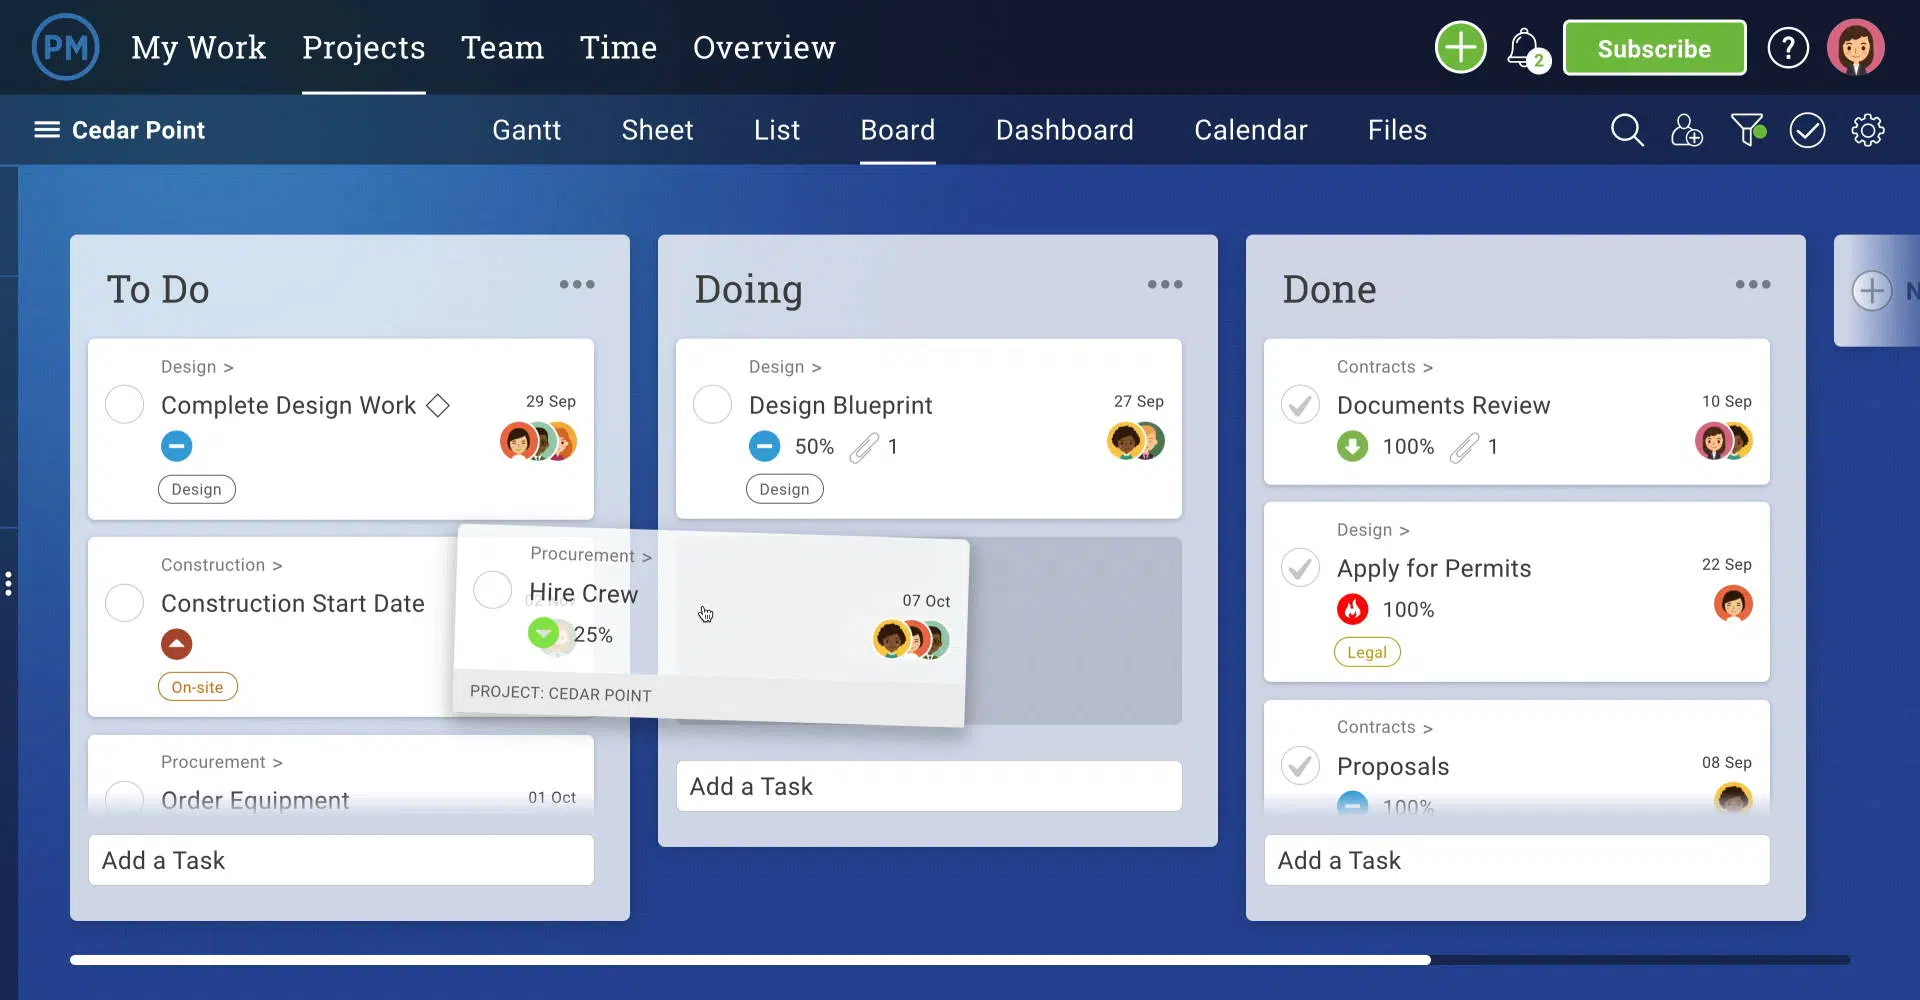 PM
My Work Projects Team Time Overview
2
Subscribe
?
Cedar Point
Gantt Sheet List Board Dashboard Calendar Files
To Do
Design >
Complete Design Work
29 Sep
Design
Construction >
Construction Start Date
02 Nov
On-site
Procurement >
Order Equipment
01 Oct
Add a Task
Procurement >
Hire Crew
07 Oct
25%
PROJECT: CEDAR POINT
Doing
Design >
Design Blueprint
27 Sep
50% 1
Design
Add a Task
Done
Contracts >
Documents Review
10 Sep
100% 1
Design >
Apply for Permits
22 Sep
100%
Legal
Contracts >
Proposals
08 Sep
100%
Add a Task